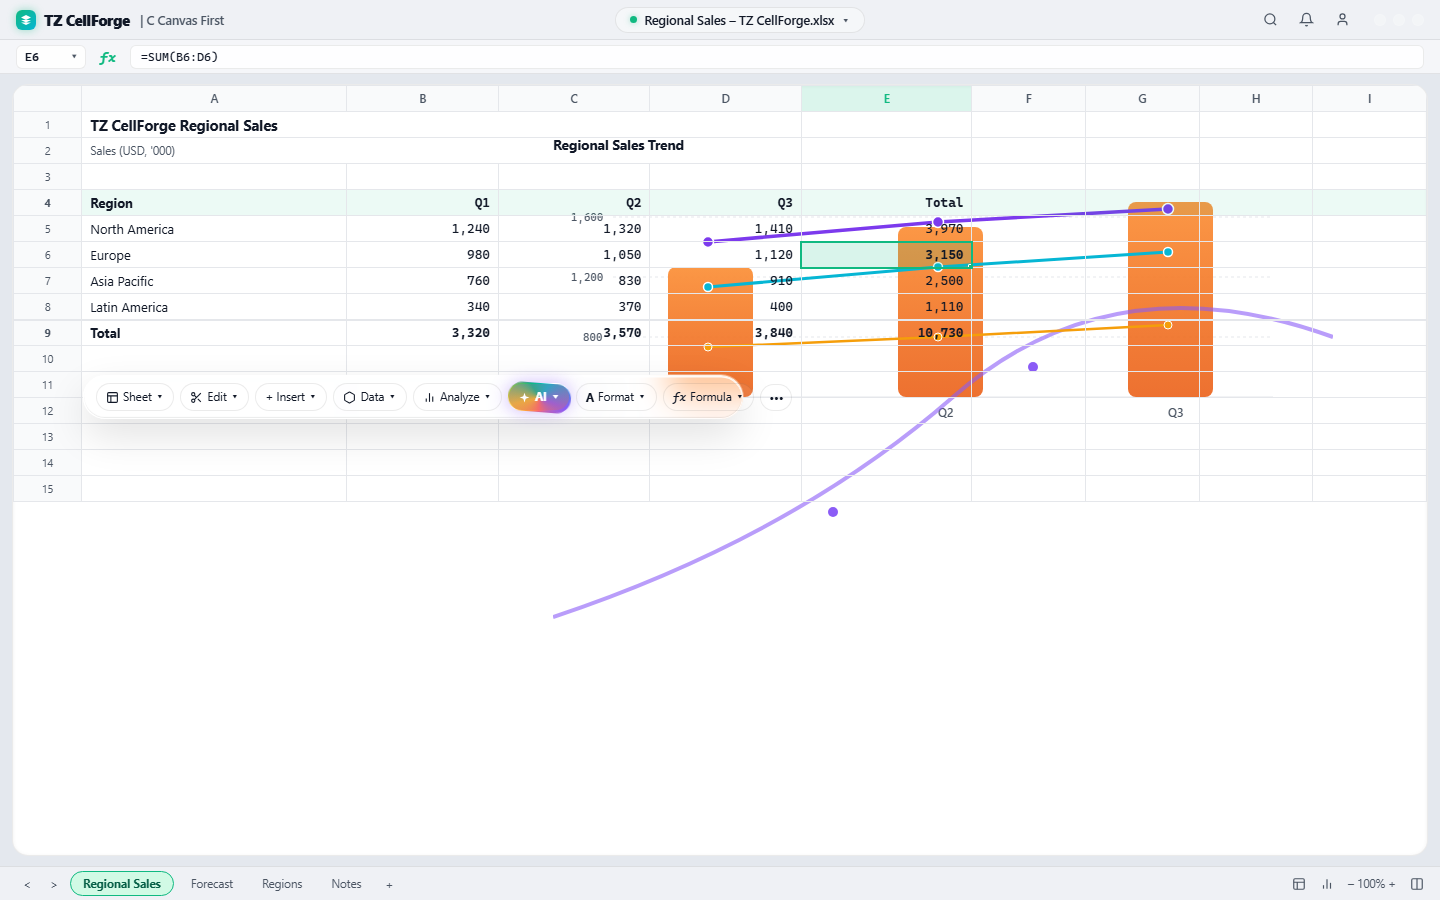 TZ CellForge | C Canvas First
Regional Sales – TZ CellForge.xlsx
E6
fx
=SUM(B6:D6)
A B C D E F G H I
1 TZ CellForge Regional Sales
2 Sales (USD, '000)
Regional Sales Trend
3
4 Region Q1 Q2 Q3 Total
1,600
5 North America 1,240 1,320 1,410 3,970
6 Europe 980 1,050 1,120 3,150
1,200
7 Asia Pacific 760 830 910 2,500
8 Latin America 340 370 400 1,110
800
9 Total 3,320 3,570 3,840 10,730
10
11
Sheet Edit + Insert Data Analyze AI A Format fx Formula
12
Q2 Q3
13
14
15
< > Regional Sales Forecast Regions Notes +
– 100% +